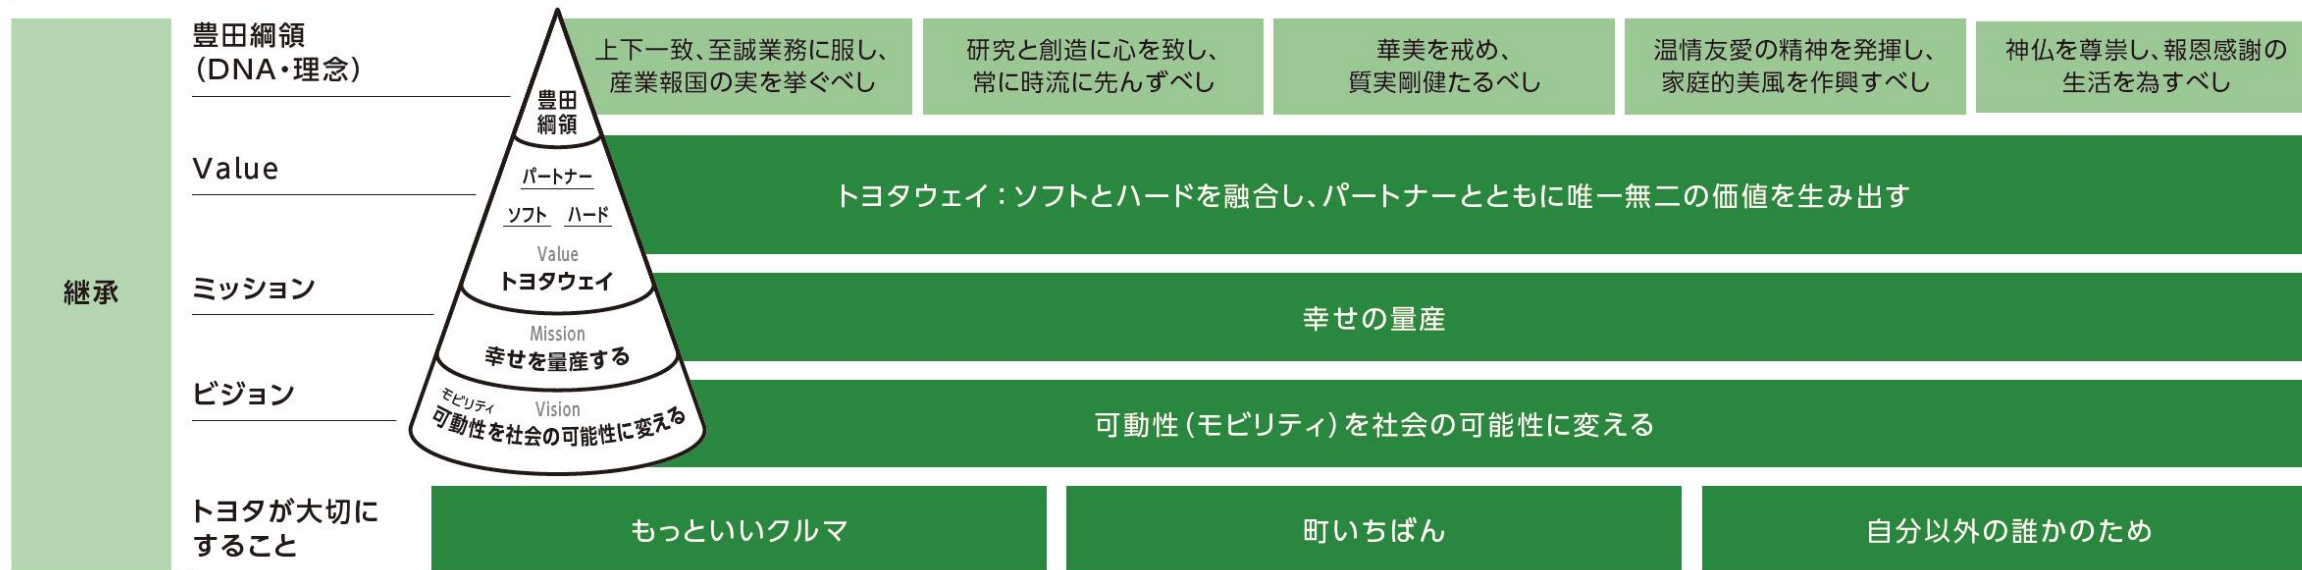 継承
豊田綱領
（DNA・理念）
Value
ミッション
ビジョン
トヨタが大切に
すること
豊田
綱領
パートナー
ソフト ハード
Value
トヨタウェイ
Mission
幸せを量産する
Vision
モビリティ
可動性を社会の可能性に変える
上下一致、至誠業務に服し、
産業報国の実を挙ぐべし
研究と創造に心を致し、
常に時流に先んずべし
華美を戒め、
質実剛健たるべし
温情友愛の精神を発揮し、
家庭的美風を作興すべし
神仏を尊崇し、報恩感謝の
生活を為すべし
トヨタウェイ：ソフトとハードを融合し、パートナーとともに唯一無二の価値を生み出す
幸せの量産
可動性（モビリティ）を社会の可能性に変える
もっといいクルマ
町いちばん
自分以外の誰かのため